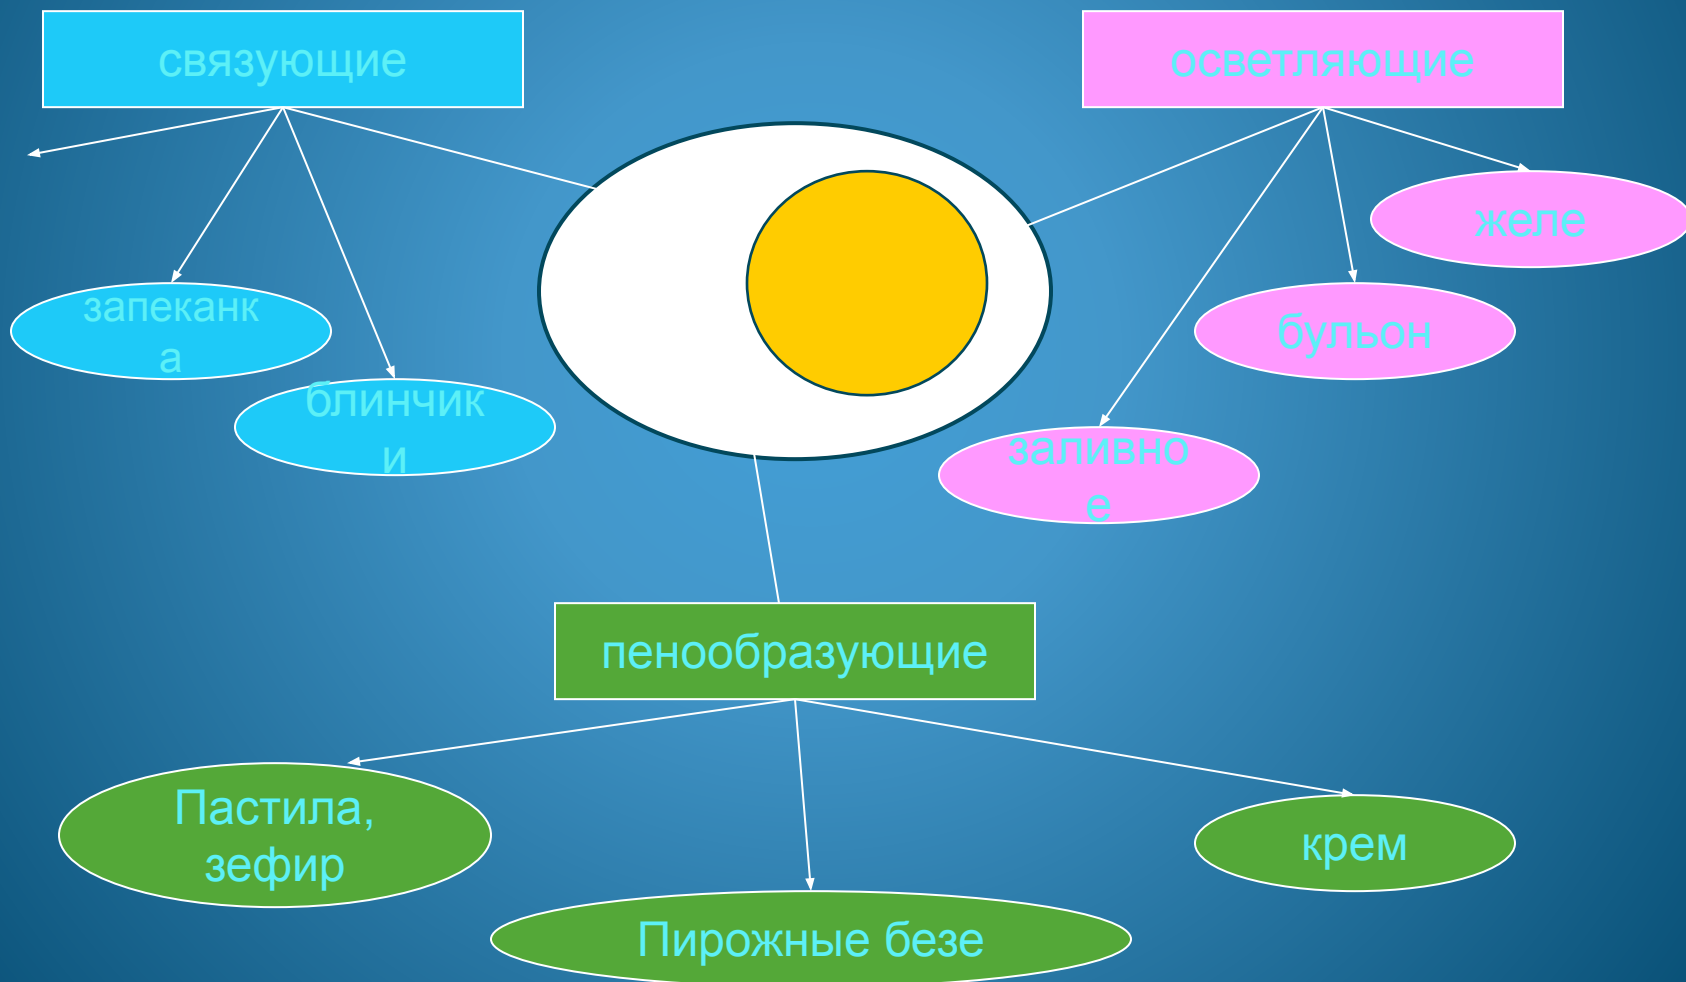 связующие
осветляющие
желе
запеканк
а
бульон
блинчик
и
заливно
е
пенообразующие
Пастила,
зефир
крем
Пирожные безе